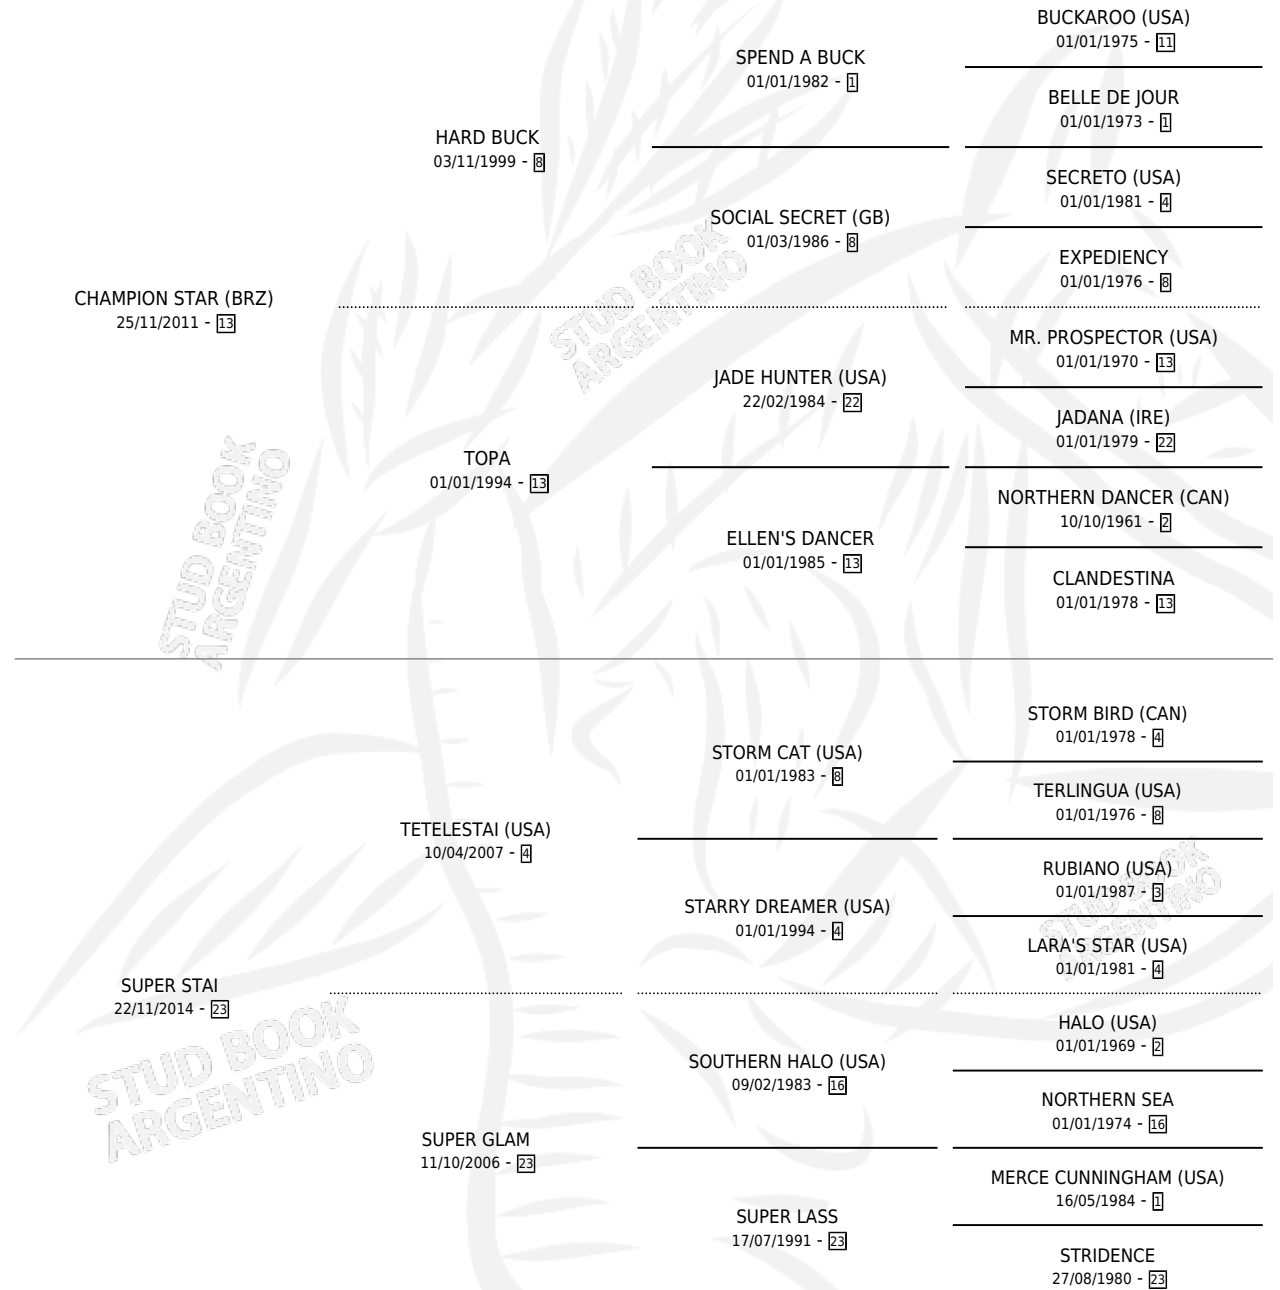 BUCKAROO (USA)
01/01/1975 - 11
SPEND A BUCK
01/01/1982 - 1
BELLE DE JOUR
01/01/1973 - 1
HARD BUCK
03/11/1999 - 8
SECRETO (USA)
01/01/1981 - 4
SOCIAL SECRET (GB)
01/03/1986 - 8
EXPEDIENCY
01/01/1976 - 8
CHAMPION STAR (BRZ)
25/11/2011 - 13
STUD BOOK
ARGENTINO
MR. PROSPECTOR (USA)
01/01/1970 - 13
JADE HUNTER (USA)
22/02/1984 - 22
JADANA (IRE)
01/01/1979 - 22
TOPA
01/01/1994 - 13
NORTHERN DANCER (CAN)
10/10/1961 - 2
ELLEN'S DANCER
01/01/1985 - 13
CLANDESTINA
01/01/1978 - 13
STUD BOOK
ARGENTINO
STORM BIRD (CAN)
01/01/1978 - 4
STORM CAT (USA)
01/01/1983 - 8
TERLINGUA (USA)
01/01/1976 - 8
TETELESTAI (USA)
10/04/2007 - 4
RUBIANO (USA)
01/01/1987 - 3
STARRY DREAMER (USA)
01/01/1994 - 4
LARA'S STAR (USA)
01/01/1981 - 4
STUD BOOK
ARGENTINO
SUPER STAI
22/11/2014 - 23
STUD BOOK
ARGENTINO
HALO (USA)
01/01/1969 - 2
SOUTHERN HALO (USA)
09/02/1983 - 16
NORTHERN SEA
01/01/1974 - 16
SUPER GLAM
11/10/2006 - 23
MERCE CUNNINGHAM (USA)
16/05/1984 - 1
SUPER LASS
17/07/1991 - 23
STRIDENCE
27/08/1980 - 23